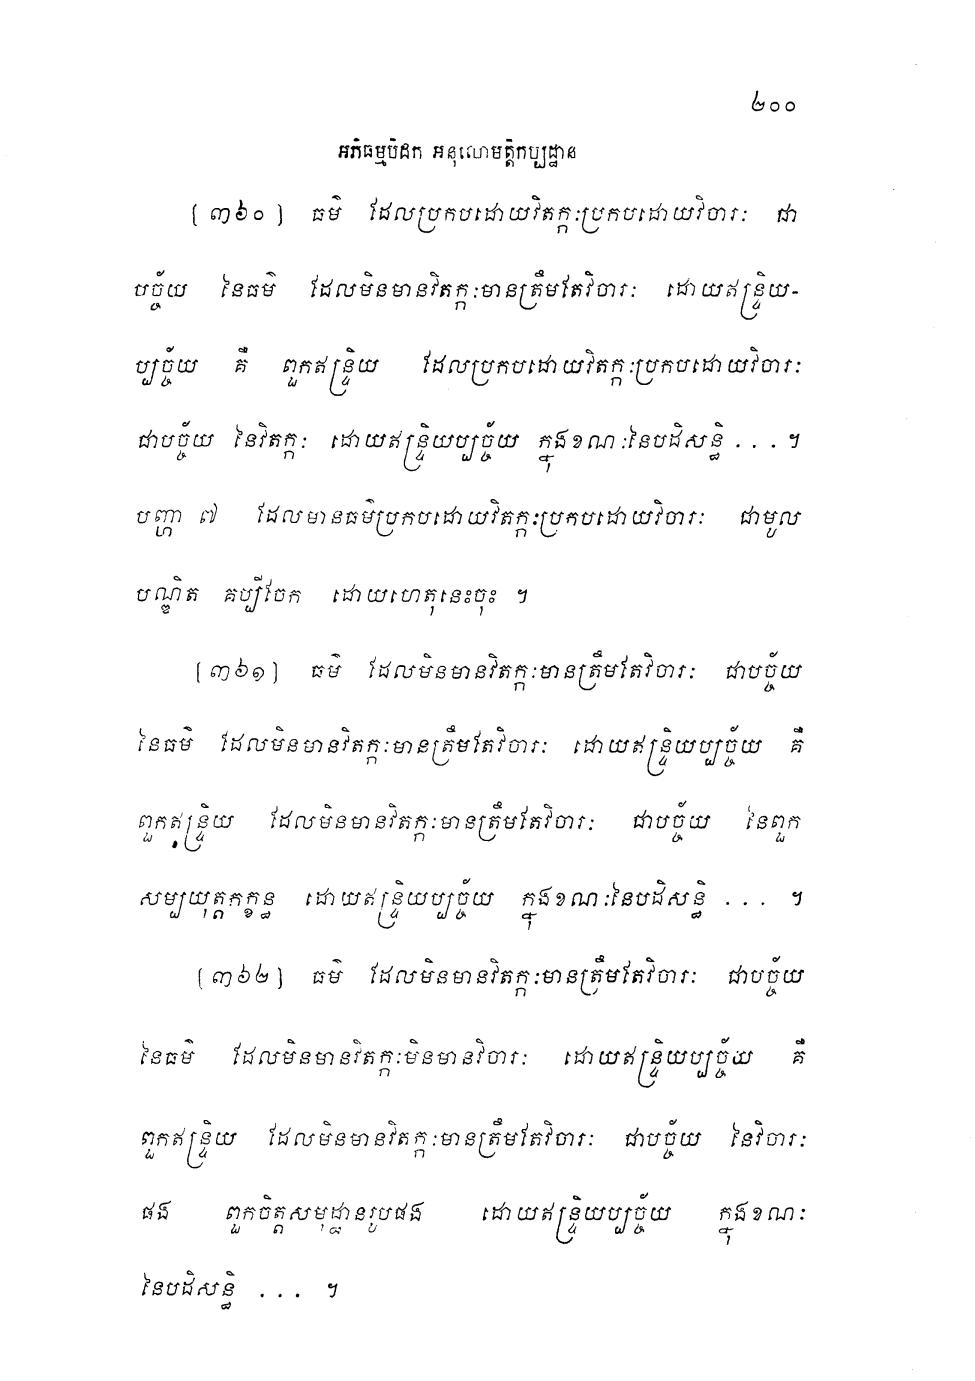 ២០០
អភិធម្មបិដក អនុលោមត្តិកប្បដ្ឋាន
[៣៦០] ធម៌ ដែលប្រកបដោយវិតក្កៈប្រកបដោយវិចារៈ ជា
បច្ច័យ នៃធម៌ ដែលមិនមានវិតក្កៈមានត្រឹមតែវិចារៈ ដោយឥន្ទ្រិយ-
ប្បច្ច័យ គឺ ពួកឥន្ទ្រិយ ដែលប្រកបដោយវិតក្កៈប្រកបដោយវិចារៈ
ជាបច្ច័យ នៃវិតក្កៈ ដោយឥន្ទ្រិយប្បច្ច័យ ក្នុងខណៈនៃបដិសន្ធិ . . . ។
បញ្ហា ៧ ដែលមានធម៌ប្រកបដោយវិតក្កៈប្រកបដោយវិចារៈ ជាមូល
បណ្ឌិត គប្បីចែក ដោយហេតុនេះចុះ ។
[៣៦១] ធម៌ ដែលមិនមានវិតក្កៈមានត្រឹមតែវិចារៈ ជាបច្ច័យ
នៃធម៌ ដែលមិនមានវិតក្កៈមានត្រឹមតែវិចារៈ ដោយឥន្ទ្រិយប្បច្ច័យ គឺ
ពួកឥន្ទ្រិយ ដែលមិនមានវិតក្កៈមានត្រឹមតែវិចារៈ ជាបច្ច័យ នៃពួក
សម្បយុត្តកក្ខន្ធ ដោយឥន្ទ្រិយប្បច្ច័យ ក្នុងខណៈនៃបដិសន្ធិ . . . ។
[៣៦២] ធម៌ ដែលមិនមានវិតក្កៈមានត្រឹមតែវិចារៈ ជាបច្ច័យ
នៃធម៌ ដែលមិនមានវិតក្កៈមិនមានវិចារៈ ដោយឥន្ទ្រិយប្បច្ច័យ គឺ
ពួកឥន្ទ្រិយ ដែលមិនមានវិតក្កៈមានត្រឹមតែវិចារៈ ជាបច្ច័យ នៃវិចារៈ
ផង ពួកចិត្តសមុដ្ឋានរូបផង ដោយឥន្ទ្រិយប្បច្ច័យ ក្នុងខណៈ
នៃបដិសន្ធិ . . . ។